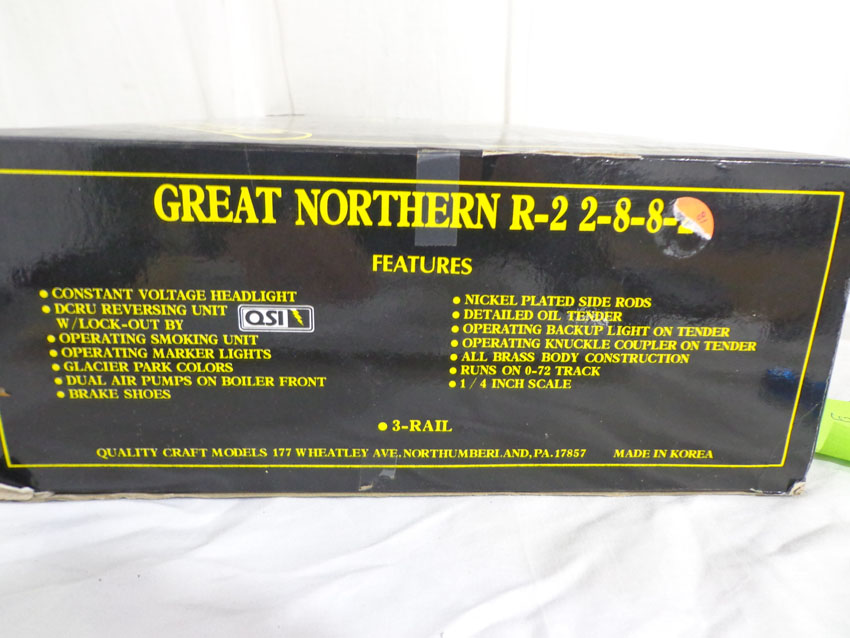 GREAT NORTHERN R-2 2-8-8-2
FEATURES
• CONSTANT VOLTAGE HEADLIGHT
• DCRU REVERSING UNIT
W/LOCK-OUT BY QSI
• OPERATING SMOKING UNIT
• OPERATING MARKER LIGHTS
• GLACIER PARK COLORS
• DUAL AIR PUMPS ON BOILER FRONT
• BRAKE SHOES
• NICKEL PLATED SIDE RODS
• DETAILED OIL TENDER
• OPERATING BACKUP LIGHT ON TENDER
• OPERATING KNUCKLE COUPLER ON TENDER
• ALL BRASS BODY CONSTRUCTION
• RUNS ON 0-72 TRACK
• 1/4 INCH SCALE
• 3-RAIL
QUALITY CRAFT MODELS 177 WHEATLEY AVE. NORTHUMBERLAND, PA. 17857 MADE IN KOREA